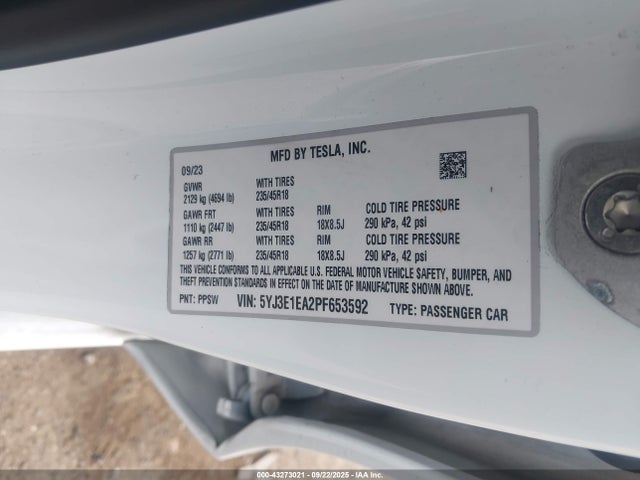 MFD BY TESLA, INC.
09/23
GVWR WITH TIRES
2129 kg (4694 lb) 235/45R18
GAWR FRT WITH TIRES RIM COLD TIRE PRESSURE
1110 kg (2447 lb) 235/45R18 18X8.5J 290 kPa, 42 psi
GAWR RR WITH TIRES RIM COLD TIRE PRESSURE
1257 kg (2771 lb) 235/45R18 18X8.5J 290 kPa, 42 psi
THIS VEHICLE CONFORMS TO ALL APPLICABLE U.S. FEDERAL MOTOR VEHICLE SAFETY, BUMPER, AND
THEFT PREVENTION STANDARDS IN EFFECT ON THE DATE OF MANUFACTURE SHOWN ABOVE.
PNT: PPSW VIN: 5YJ3E1EA2PF653592 TYPE: PASSENGER CAR
000-43273021 - 09/22/2025 - IAA Inc.